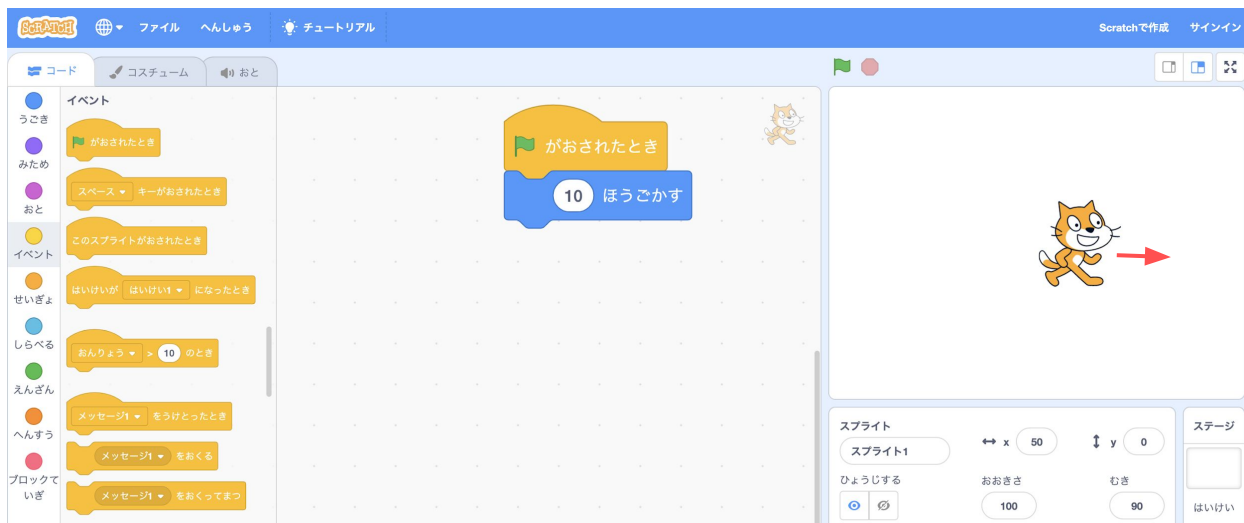 SCRATCH ファイル へんしゅう チュートリアル Scratchで作成 サインイン
コード コスチューム おと
うごき
みため
おと
イベント
せいぎょ
しらべる
えんざん
へんすう
ブロックて
いぎ
イベント
がおされたとき
スペース キーがおされたとき
このスプライトがおされたとき
はいけいが はいけい1 になったとき
おんりょう > 10 のとき
メッセージ1 をうけとったとき
メッセージ1 をおくる
メッセージ1 をおくってまつ
がおされたとき
10 ほうごかす
スプライト
スプライト1
x 50 y 0
ひょうじする
おおきさ
100
むき
90
ステージ
はいけい